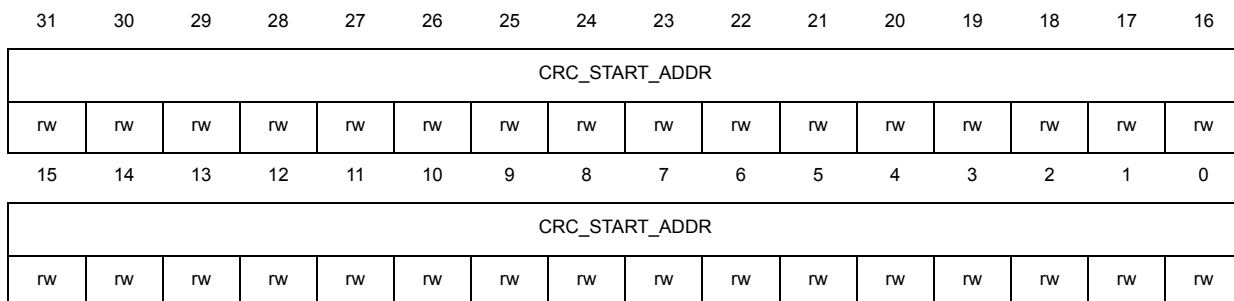 31 30 29 28 27 26 25 24 23 22 21 20 19 18 17 16
CRC_START_ADDR
rw rw rw rw rw rw rw rw rw rw rw rw rw rw rw rw
15 14 13 12 11 10 9 8 7 6 5 4 3 2 1 0
CRC_START_ADDR
rw rw rw rw rw rw rw rw rw rw rw rw rw rw rw rw